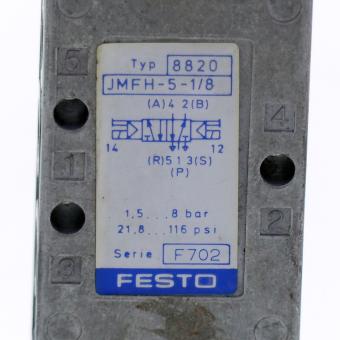 Typ 8820
JMFH-5-1/8
(A) 4 2 (B)
14 12
(R) 5 1 3 (S)
(P)
1,5...8 bar
21,8...116 psi
Serie F702
FESTO
5
4
1
2
3